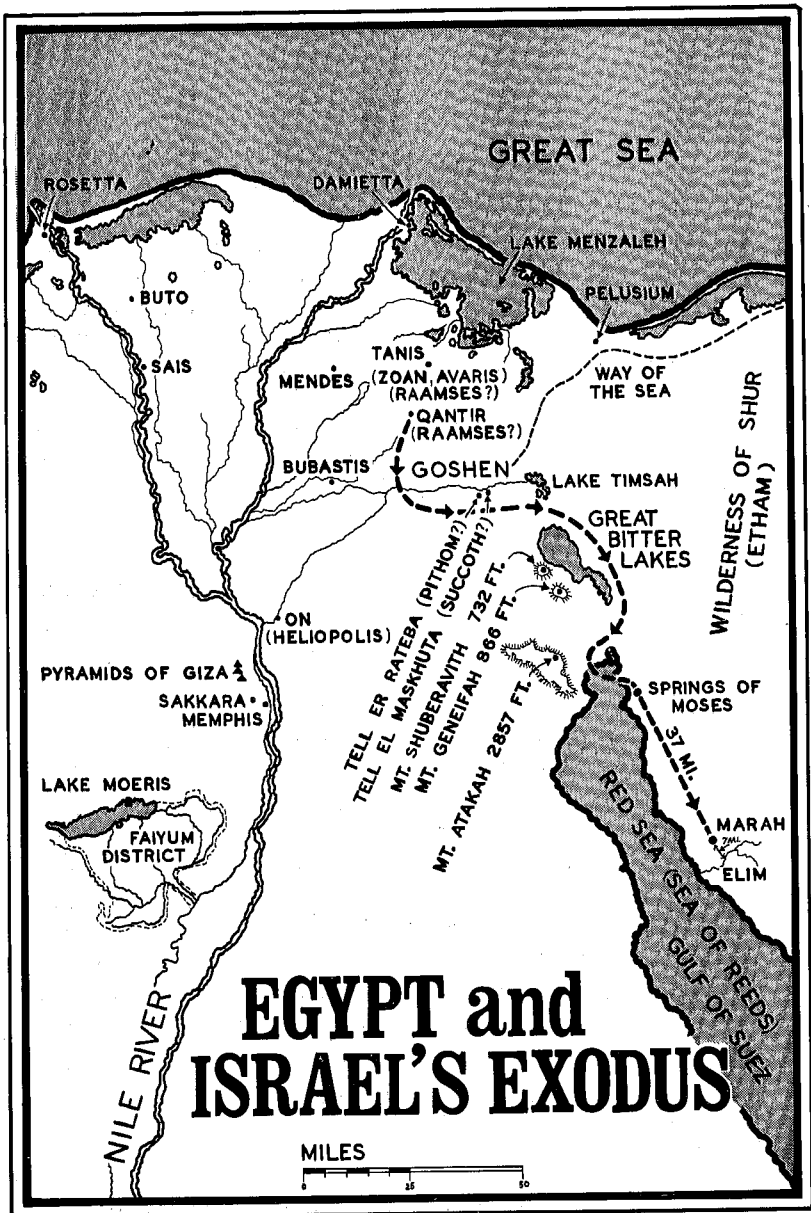 GREAT SEA
ROSETTA
DAMIETTA
LAKE MENZALEH
BUTO
PELUSIUM
SAIS
TANIS
(ZOAN, AVARIS)
(RAAMSES?)
MENDES
WAY OF
THE SEA
QANTIR
(RAAMSES?)
BUBASTIS
GOSHEN
LAKE TIMSAH
WILDERNESS OF SHUR
(ETHAM)
GREAT
BITTER
LAKES
TELL ER RATEBA (PITHOM?)
TELL EL MASKHUTA (SUCCOTH?)
MT. SHUBERAVITH 732 FT.
MT. GENEIFAH 866 FT.
MT. ATAKAH 2857 FT.
ON
(HELIOPOLIS)
PYRAMIDS OF GIZA
SAKKARA
MEMPHIS
SPRINGS OF
MOSES
37 MI.
LAKE MOERIS
FAIYUM
DISTRICT
MARAH
7 MI.
ELIM
RED SEA (SEA OF REEDS)
GULF OF SUEZ
NILE RIVER
EGYPT and
ISRAEL'S EXODUS
MILES
0 25 50